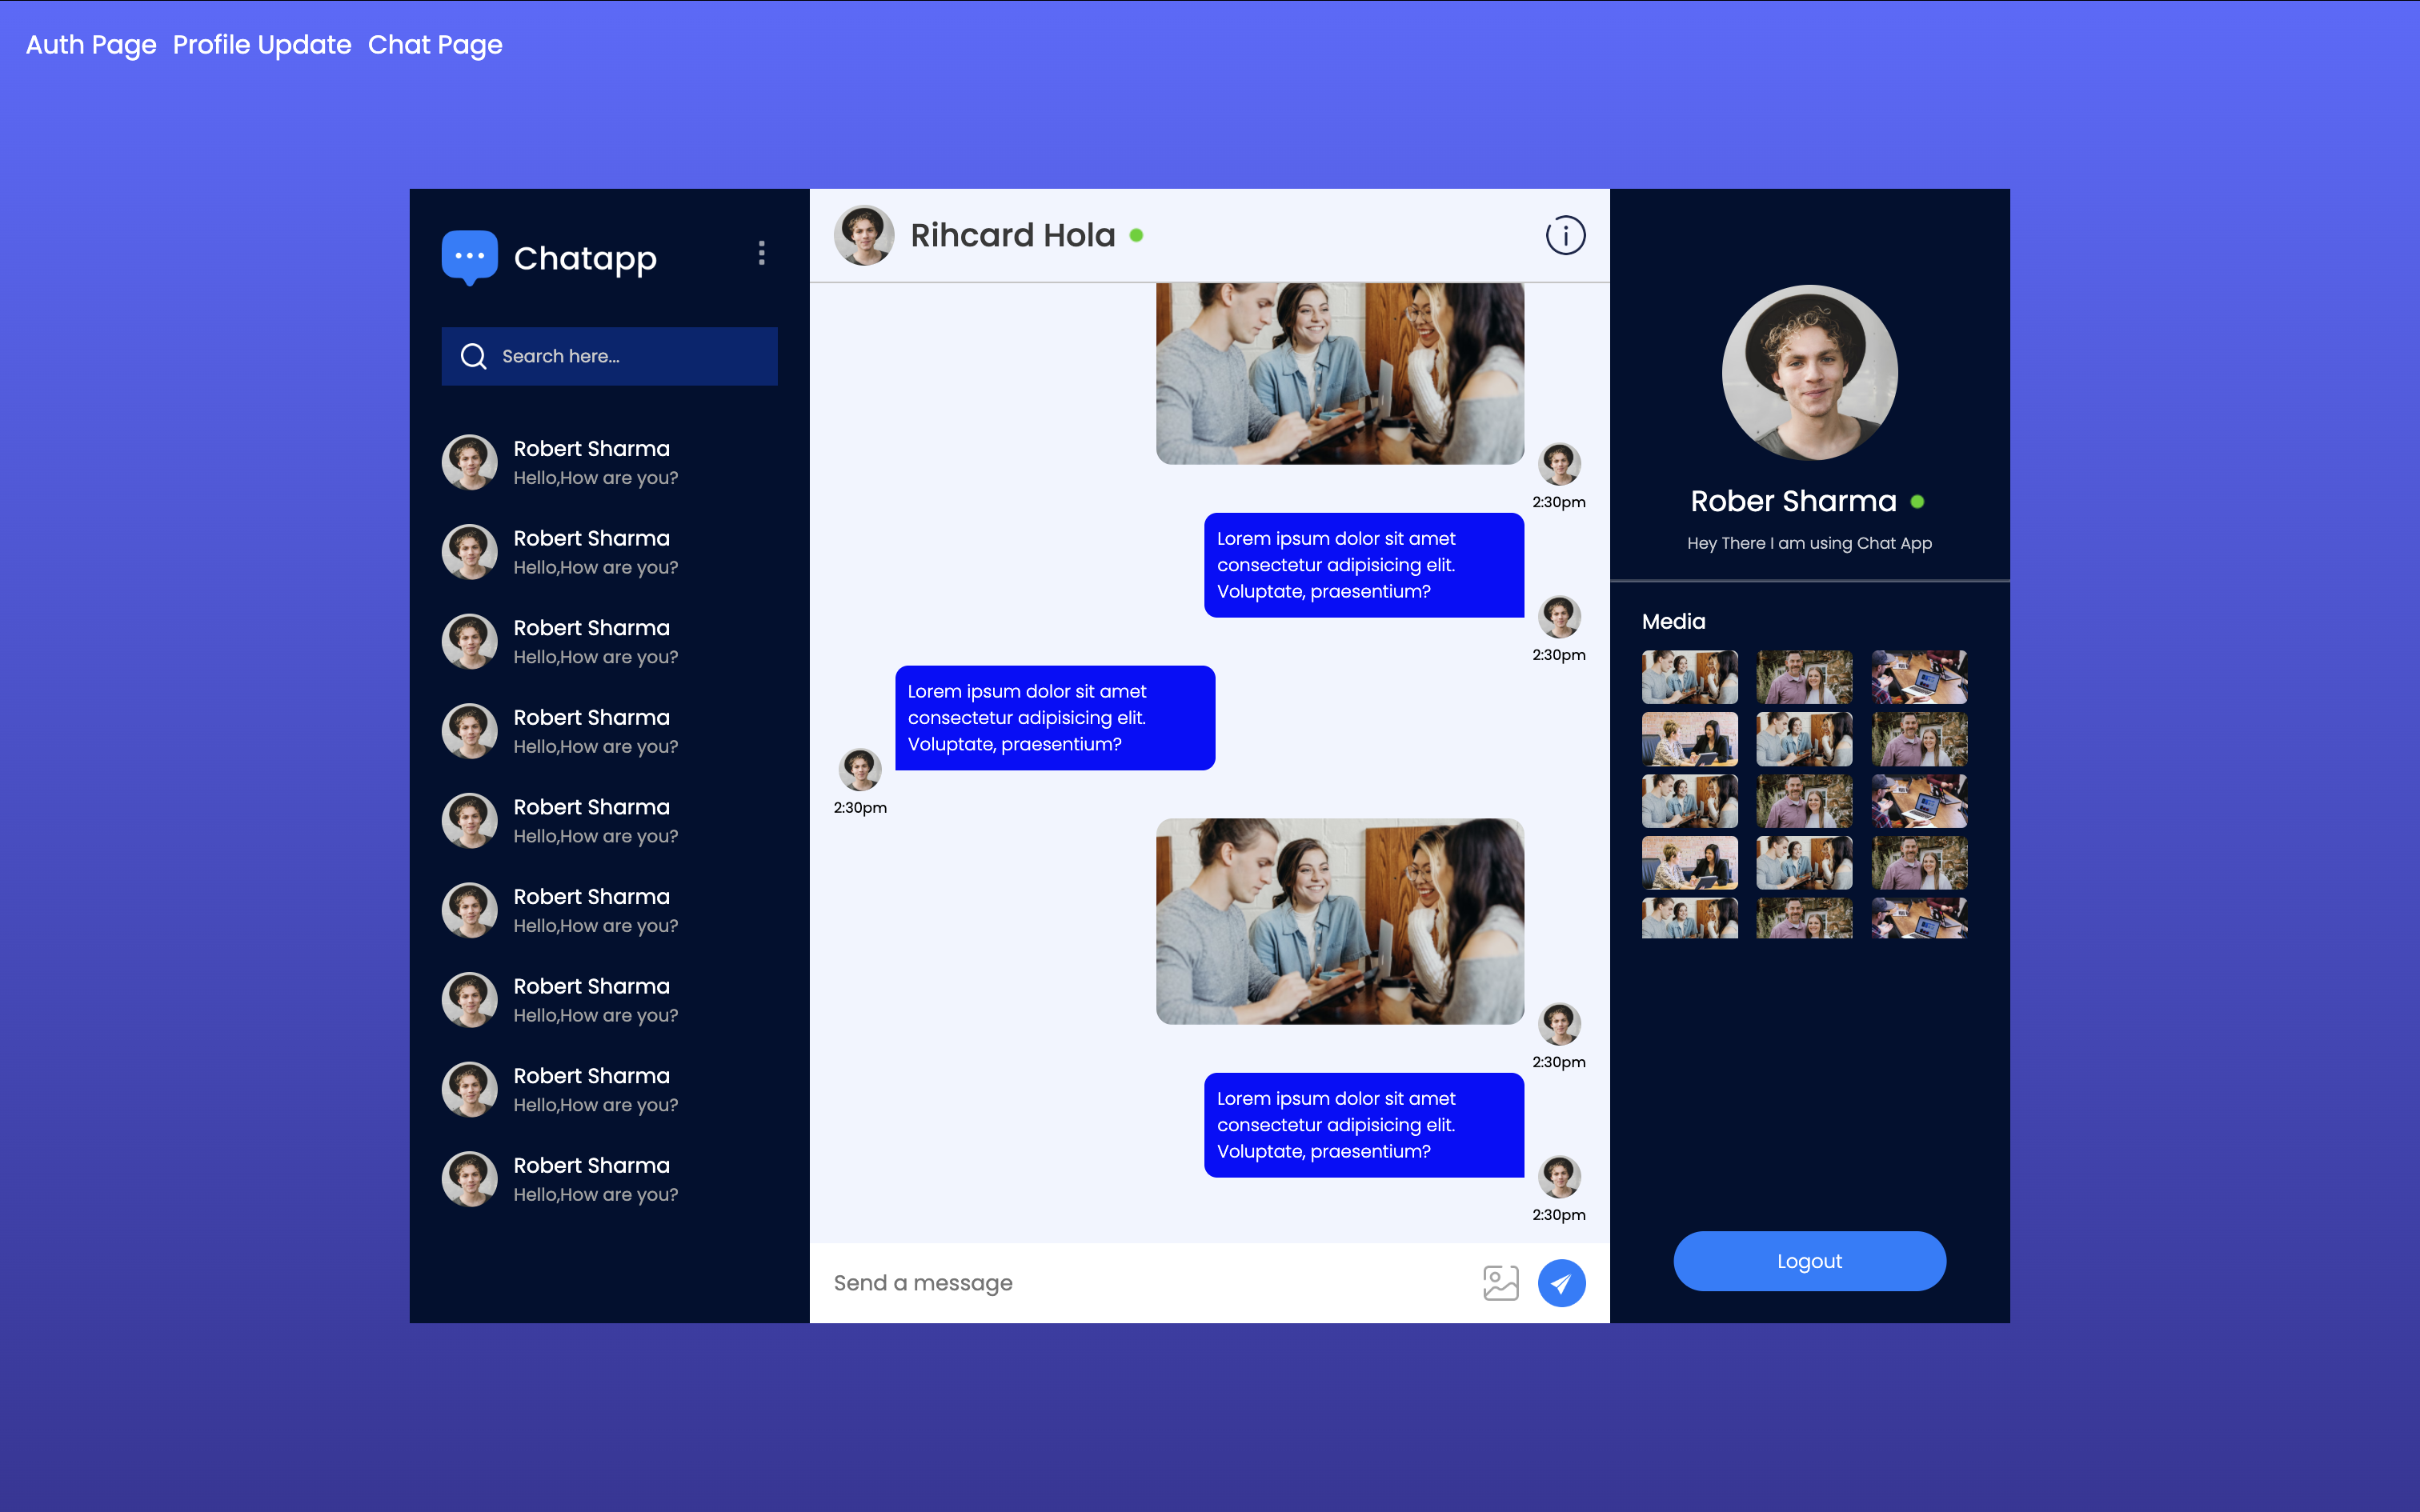 Auth Page Profile Update Chat Page
Chatapp
Search here...
Robert Sharma
Hello,How are you?
Robert Sharma
Hello,How are you?
Robert Sharma
Hello,How are you?
Robert Sharma
Hello,How are you?
Robert Sharma
Hello,How are you?
Robert Sharma
Hello,How are you?
Robert Sharma
Hello,How are you?
Robert Sharma
Hello,How are you?
Robert Sharma
Hello,How are you?
Rihcard Hola
2:30pm
Lorem ipsum dolor sit amet
consectetur adipisicing elit.
Voluptate, praesentium?
2:30pm
Lorem ipsum dolor sit amet
consectetur adipisicing elit.
Voluptate, praesentium?
2:30pm
2:30pm
Lorem ipsum dolor sit amet
consectetur adipisicing elit.
Voluptate, praesentium?
2:30pm
Send a message
Rober Sharma
Hey There I am using Chat App
Media
Logout